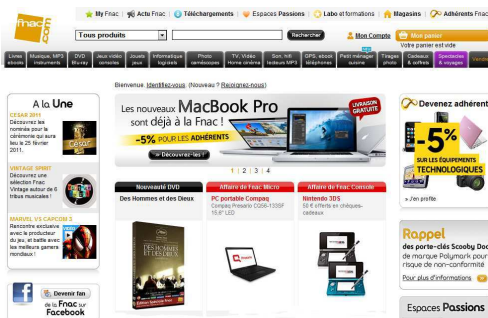 fnac.com
My Fnac | Actu Fnac | Téléchargements | Espaces Passions | Labo et formations | Magasins | Adhérents Fnac
Tous produits
Rechercher
Mon Compte
Mon panier
Votre panier est vide
Livres ebooks
Musique, MP3 instruments
DVD Blu-ray
Jeux vidéo consoles
Jouets jeux
Informatique logiciels
Photo caméscopes
TV, Vidéo Home cinéma
Son, hifi lecteurs MP3
GPS, ebook téléphones
Petit ménager cuisine
Tirages photo
Cadeaux & coffrets
Spectacles & voyages
Bienvenue. Identifiez-vous. (Nouveau ? Rejoignez-nous)
A la Une
CESAR 2011
Découvrez les
nominés pour la
cérémonie qui aura
lieu le 25 février
2011.
VINTAGE SPIRIT
Découvrez une
sélection Fnac
Vintage autour de 6
tribus musicales !
MARVEL VS CAPCOM 3
Rencontre exclusive
avec le producteur
du jeu, et battle avec
les meilleurs gamers
mondiaux !
Devenir fan
de la Fnac sur
Facebook
Les nouveaux MacBook Pro
sont déjà à la Fnac !
-5% POUR LES ADHÉRENTS
» Découvrez-les !
LIVRAISON
GRATUITE
1 | 2 | 3 | 4
Nouveauté DVD
Des Hommes et des Dieux
DES HOMMES
ET DES DIEUX
Affaire de Fnac Micro
PC portable Compaq
Compaq Presario CQ56-133SF
15,6" LED
Affaire de Fnac Console
Nintendo 3DS
50 € offerts en chèques-
cadeaux
Devenez adhérent
-5%
SUR LES ÉQUIPEMENTS
TECHNOLOGIQUES
» J'en profite
Rappel
des porte-clés Scooby Doo
de marque Polymark pour
risque de non-conformité
Pour plus d'informations
Espaces Passions